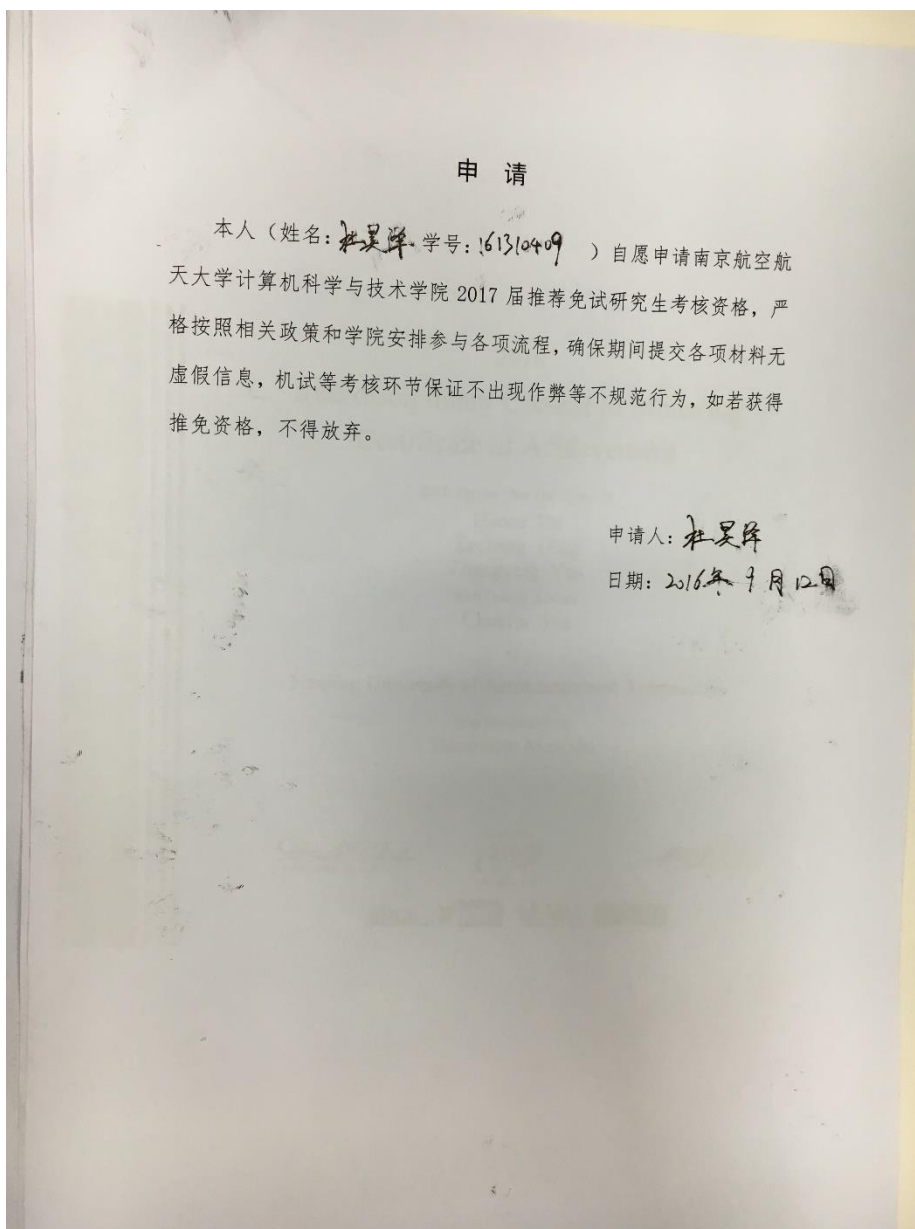 申 请
本人（姓名：杜昊泽 学号：161310409 ）自愿申请南京航空航
天大学计算机科学与技术学院 2017 届推荐免试研究生考核资格，严
格按照相关政策和学院安排参与各项流程，确保期间提交各项材料无
虚假信息，机试等考核环节保证不出现作弊等不规范行为，如若获得
推免资格，不得放弃。
申请人：杜昊泽
日期：2016年 9 月 12日